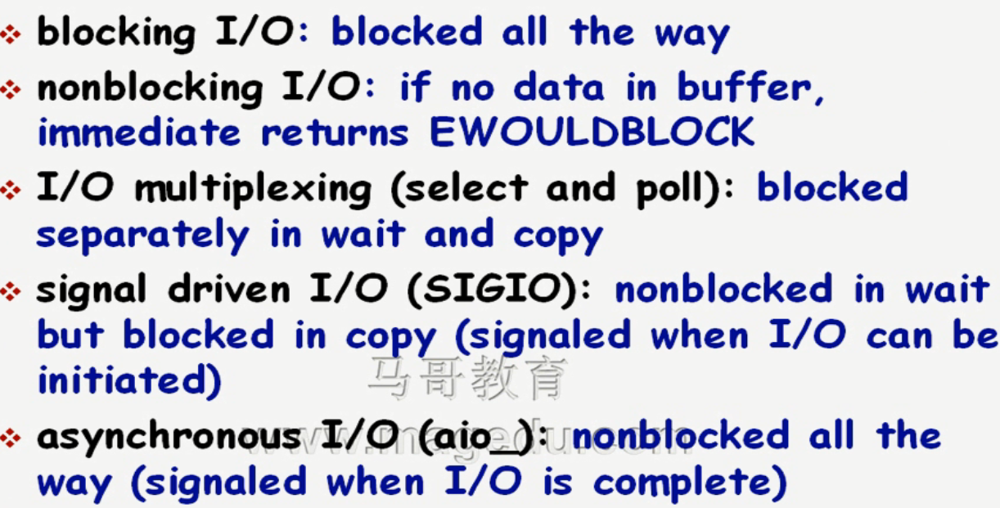 blocking I/O: blocked all the way
nonblocking I/O: if no data in buffer,
immediate returns EWOULDBLOCK
I/O multiplexing (select and poll): blocked
separately in wait and copy
signal driven I/O (SIGIO): nonblocked in wait
but blocked in copy (signaled when I/O can be
initiated)
马哥教育
asynchronous I/O (aio_): nonblocked all the
www.magedu.com
way (signaled when I/O is complete)